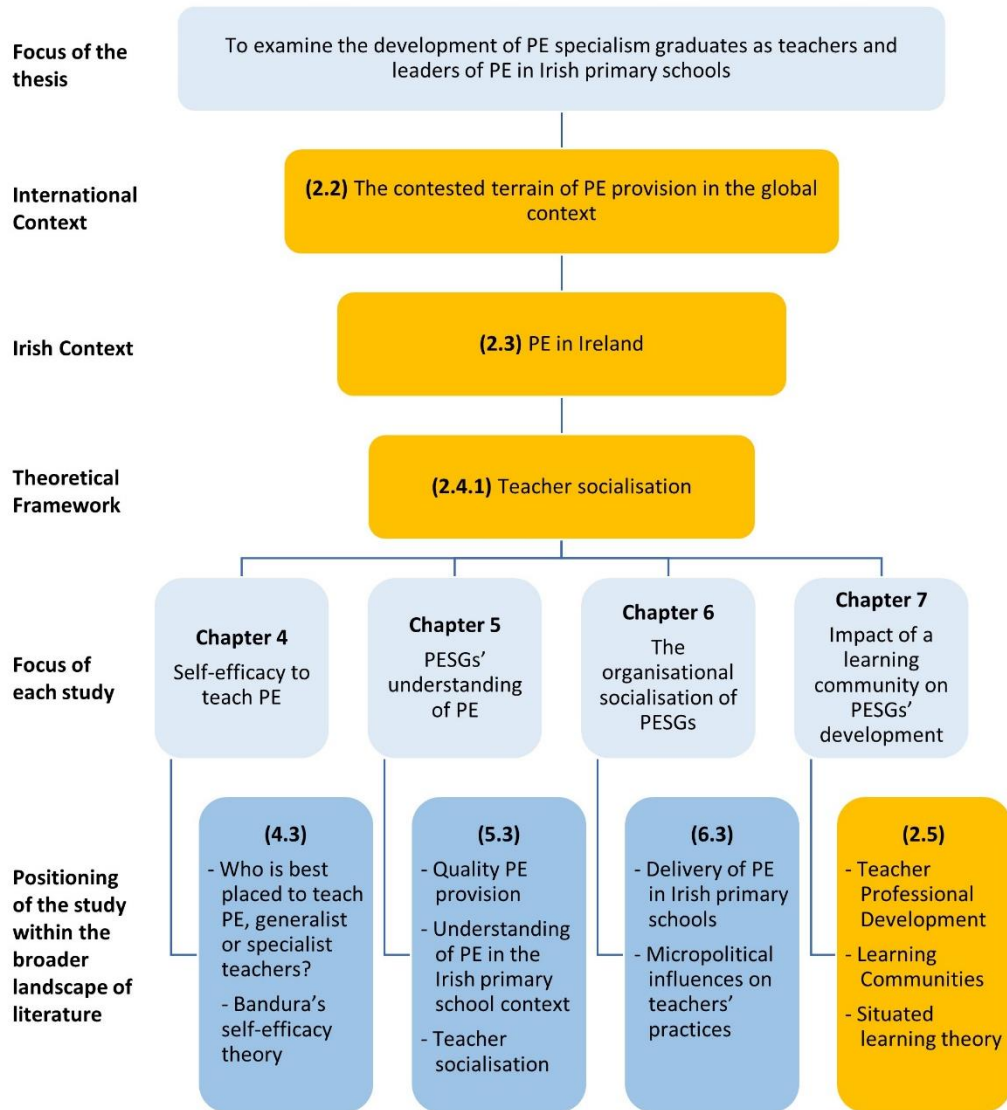 Focus of the
thesis
To examine the development of PE specialism graduates as teachers and
leaders of PE in Irish primary schools
International
Context
(2.2) The contested terrain of PE provision in the global
context
Irish Context
(2.3) PE in Ireland
Theoretical
Framework
(2.4.1) Teacher socialisation
Focus of
each study
Chapter 4
Self-efficacy to
teach PE
Chapter 5
PESGs’
understanding
of PE
Chapter 6
The
organisational
socialisation of
PESGs
Chapter 7
Impact of a
learning
community on
PESGs’
development
Positioning
of the study
within the
broader
landscape of
literature
(4.3)
- Who is best
placed to teach
PE, generalist
or specialist
teachers?
- Bandura’s
self-efficacy
theory
(5.3)
- Quality PE
provision
- Understanding
of PE in the
Irish primary
school context
- Teacher
socialisation
(6.3)
- Delivery of PE
in Irish primary
schools
- Micropolitical
influences on
teachers’
practices
(2.5)
- Teacher
Professional
Development
- Learning
Communities
- Situated
learning theory